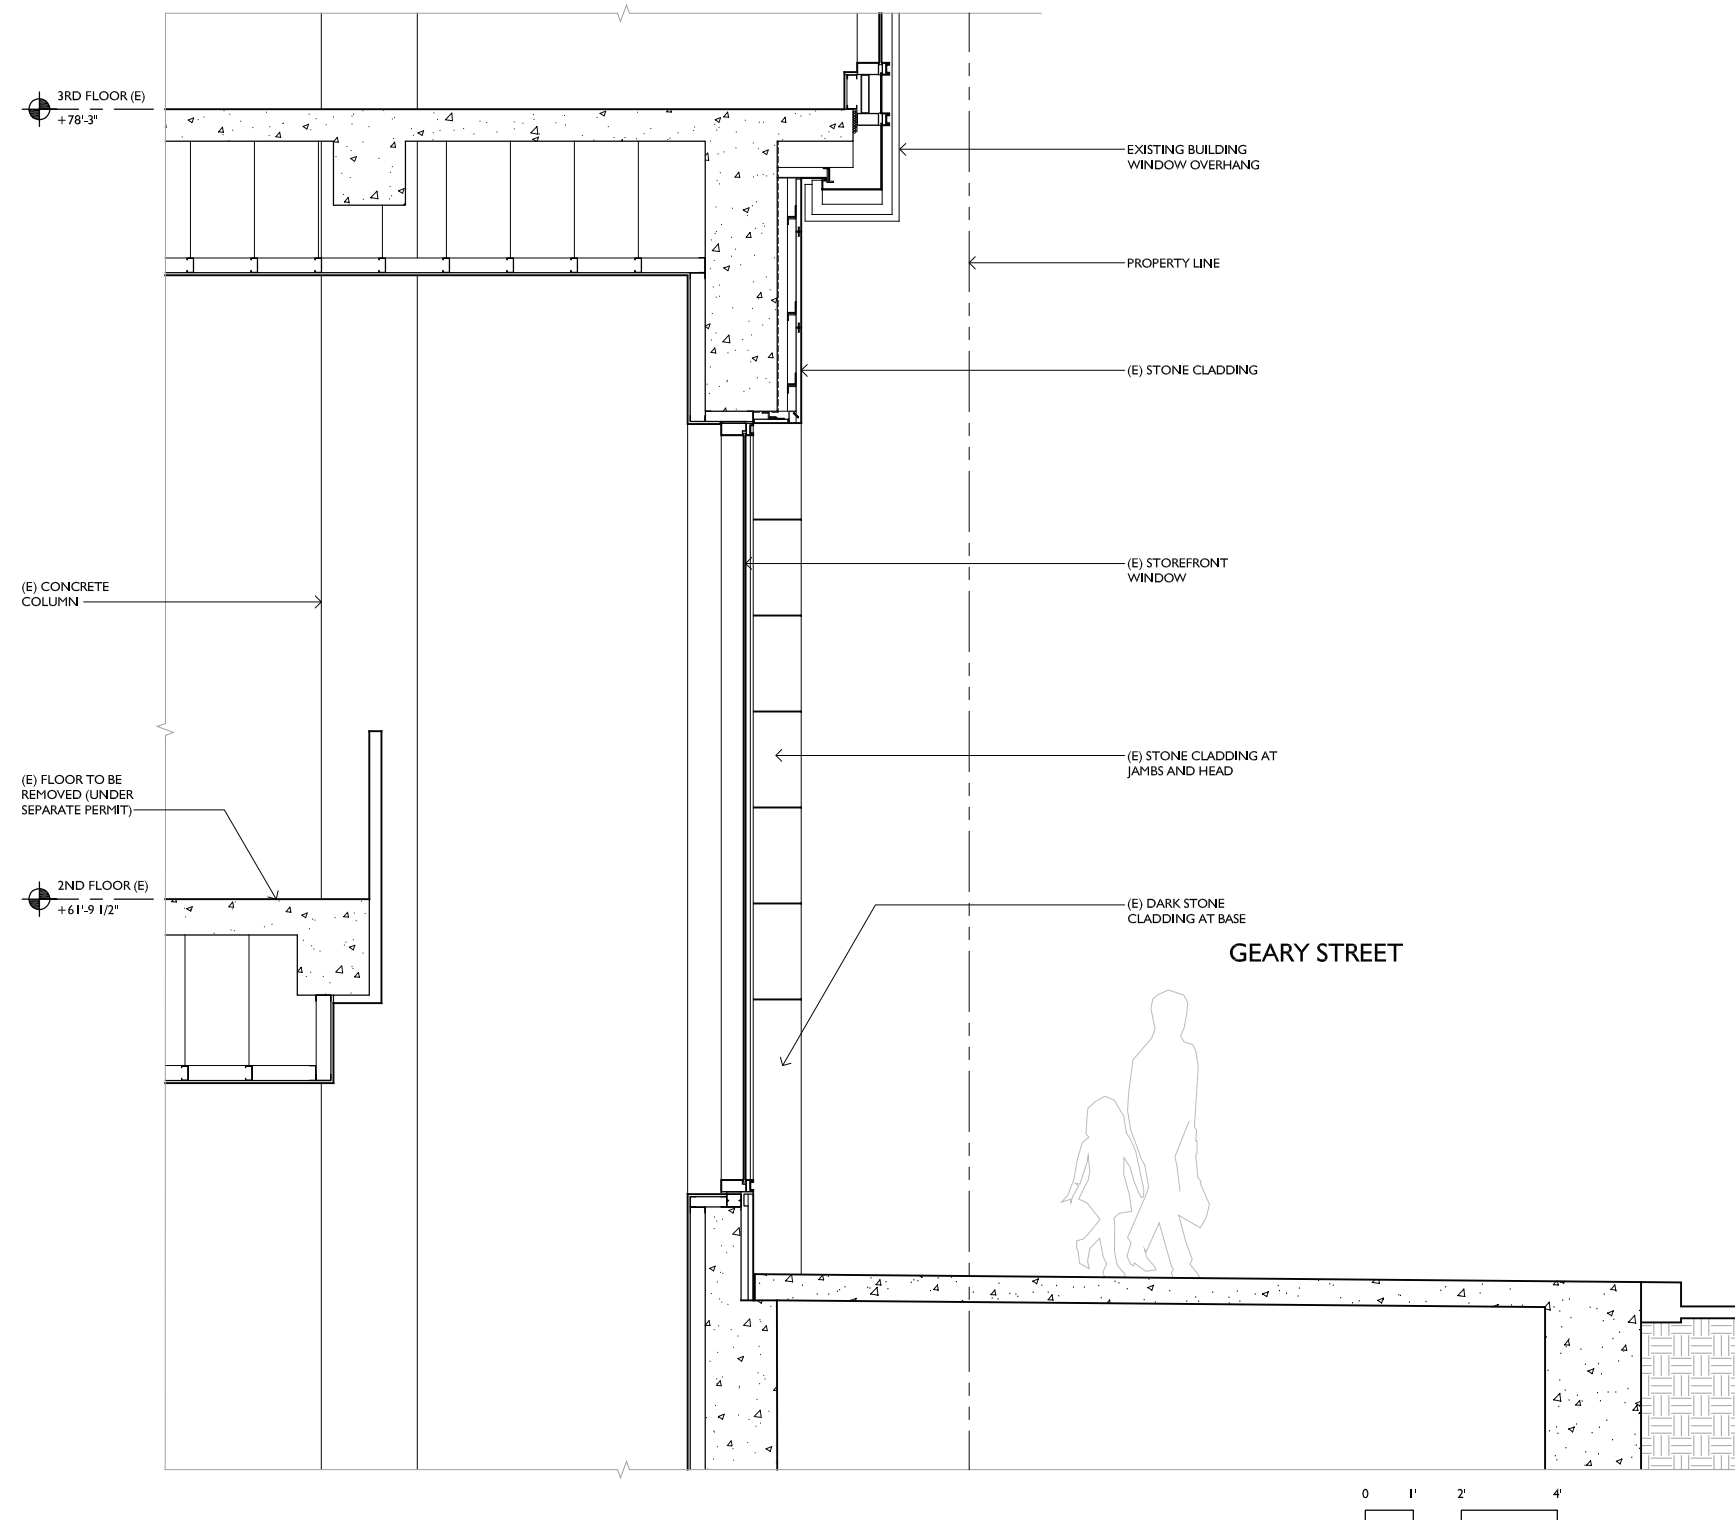 3RD FLOOR (E)
+78'-3"
EXISTING BUILDING
WINDOW OVERHANG
PROPERTY LINE
(E) STONE CLADDING
(E) STOREFRONT
WINDOW
(E) CONCRETE
COLUMN
(E) STONE CLADDING AT
JAMBS AND HEAD
(E) FLOOR TO BE
REMOVED (UNDER
SEPARATE PERMIT)
2ND FLOOR (E)
+61'-9 1/2"
(E) DARK STONE
CLADDING AT BASE
GEARY STREET
0 1' 2' 4'